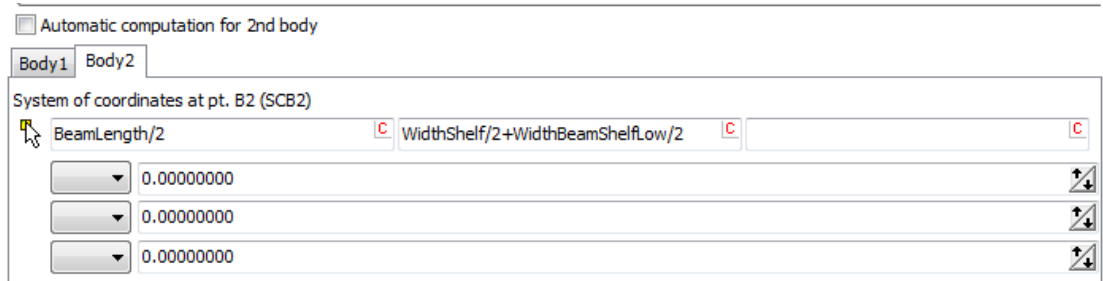 Automatic computation for 2nd body
Body1 Body2
System of coordinates at pt. B2 (SCB2)
BeamLength/2 C WidthShelf/2+WidthBeamShelfLow/2 C C
0.00000000
0.00000000
0.00000000